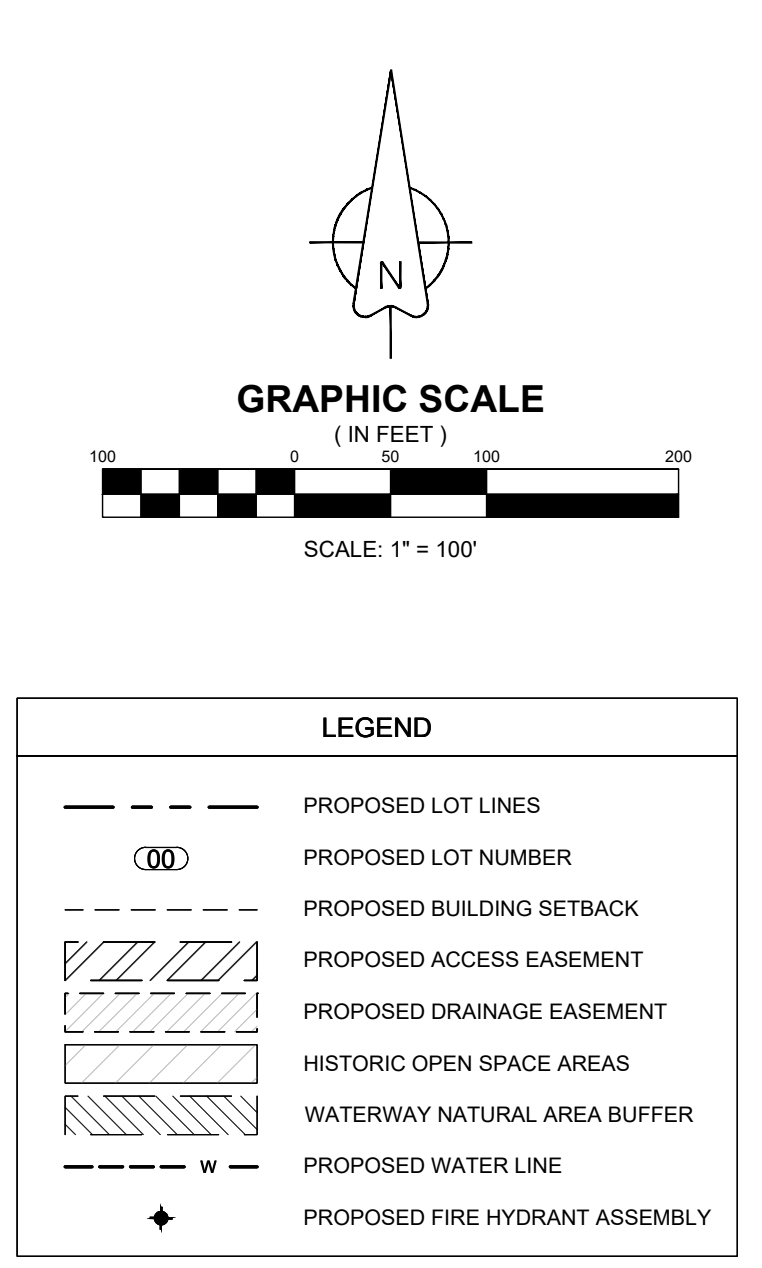 N
GRAPHIC SCALE
( IN FEET )
100 0 50 100 200
SCALE: 1" = 100'
LEGEND
PROPOSED LOT LINES
00 PROPOSED LOT NUMBER
PROPOSED BUILDING SETBACK
PROPOSED ACCESS EASEMENT
PROPOSED DRAINAGE EASEMENT
HISTORIC OPEN SPACE AREAS
WATERWAY NATURAL AREA BUFFER
W PROPOSED WATER LINE
PROPOSED FIRE HYDRANT ASSEMBLY